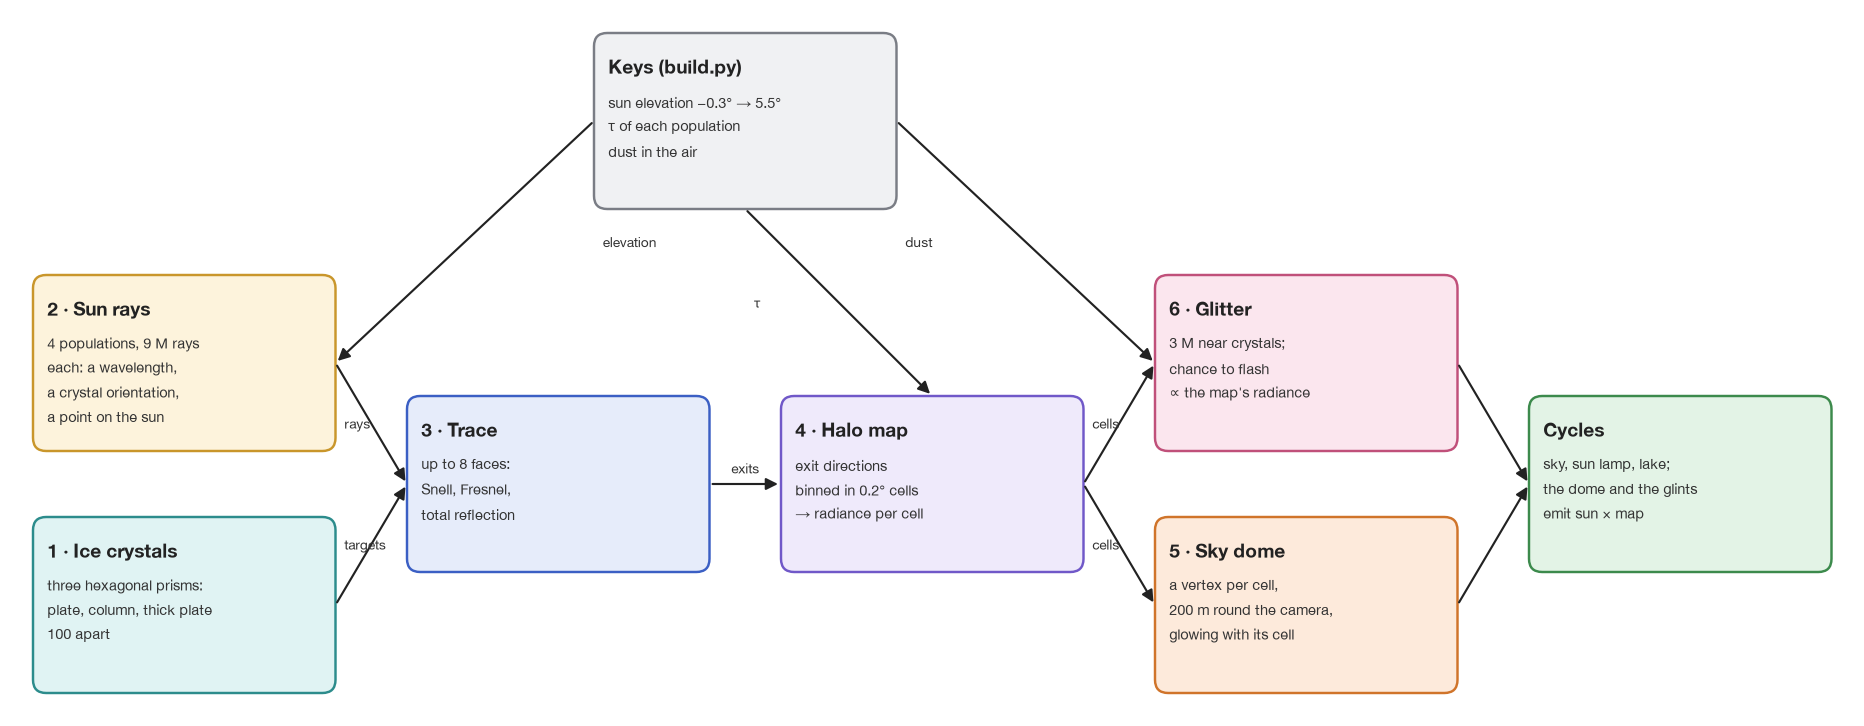 Keys (build.py)
sun elevation −0.3° → 5.5°
τ of each population
dust in the air
elevation
dust
τ
2 · Sun rays
4 populations, 9 M rays
each: a wavelength,
a crystal orientation,
a point on the sun
rays
1 · Ice crystals
three hexagonal prisms:
plate, column, thick plate
100 apart
targets
3 · Trace
up to 8 faces:
Snell, Fresnel,
total reflection
exits
4 · Halo map
exit directions
binned in 0.2° cells
→ radiance per cell
cells
cells
6 · Glitter
3 M near crystals;
chance to flash
∝ the map's radiance
5 · Sky dome
a vertex per cell,
200 m round the camera,
glowing with its cell
Cycles
sky, sun lamp, lake;
the dome and the glints
emit sun × map